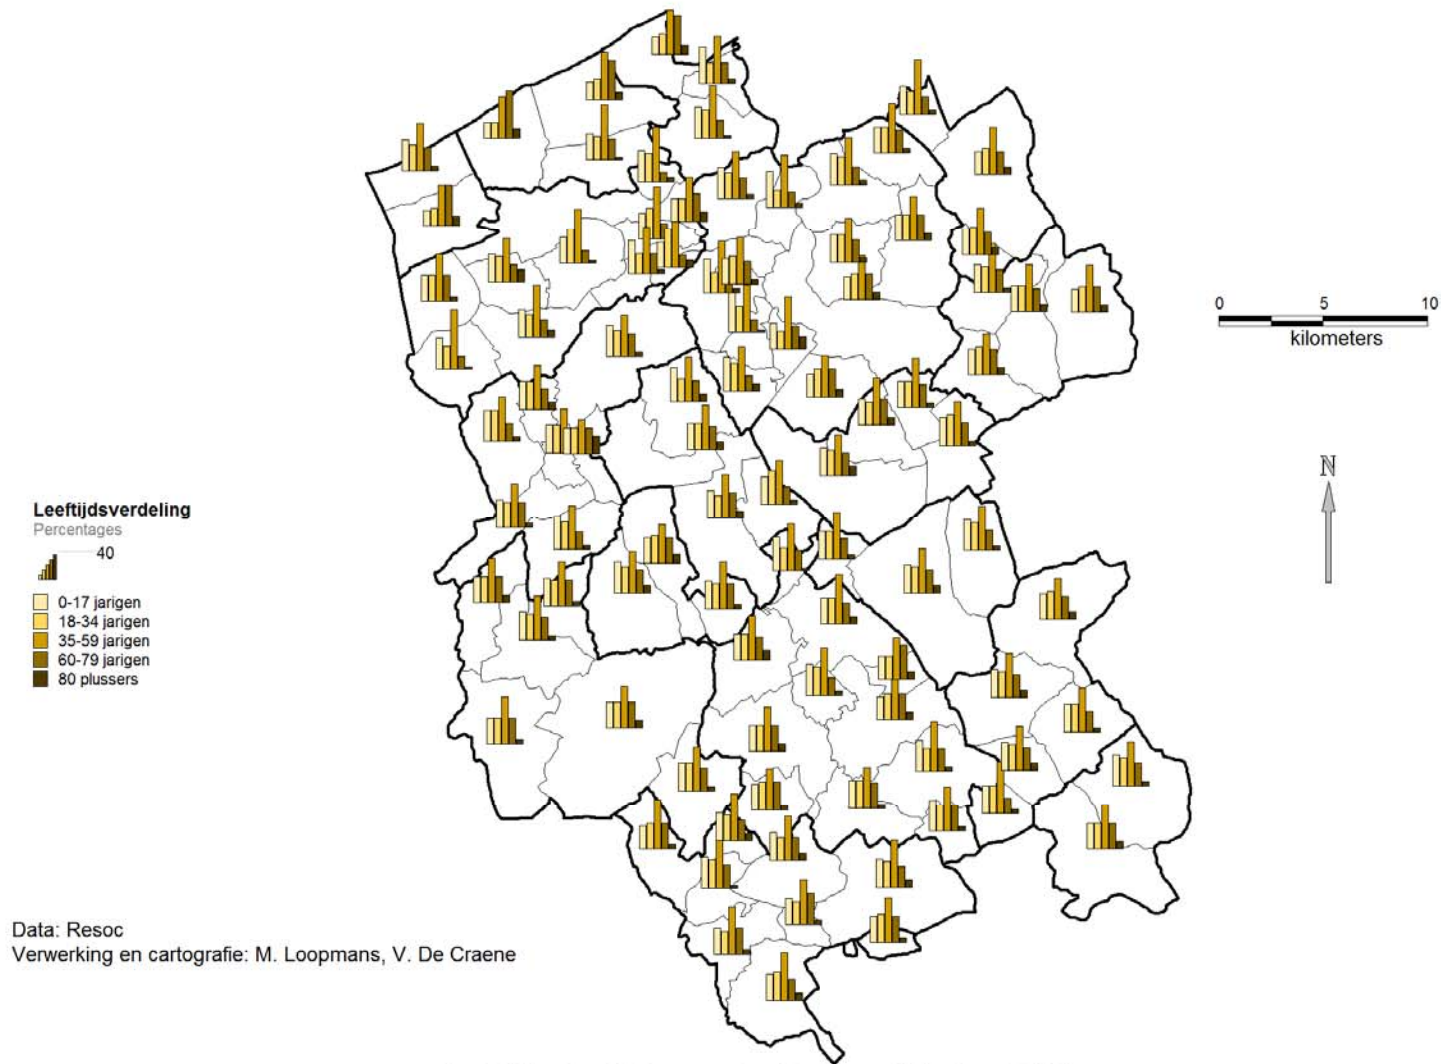 0 5 10
kilometers
N
Leeftijdsverdeling
Percentages
40
0-17 jarigen
18-34 jarigen
35-59 jarigen
60-79 jarigen
80 plussers
Data: Resoc
Verwerking en cartografie: M. Loopmans, V. De Craene